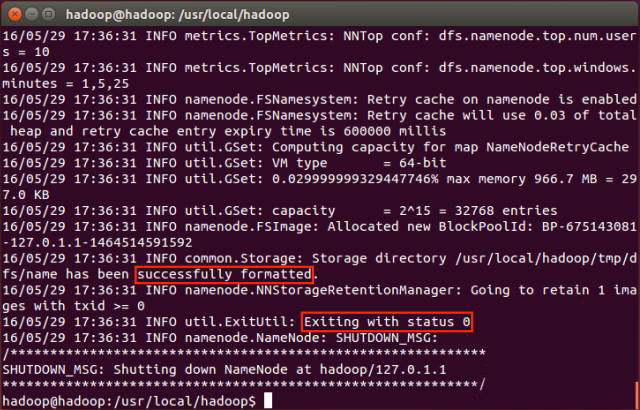 hadoop@hadoop: /usr/local/hadoop
16/05/29 17:36:31 INFO metrics.TopMetrics: NNTop conf: dfs.namenode.top.num.user
s = 10
16/05/29 17:36:31 INFO metrics.TopMetrics: NNTop conf: dfs.namenode.top.windows.
minutes = 1,5,25
16/05/29 17:36:31 INFO namenode.FSNamesystem: Retry cache on namenode is enabled
16/05/29 17:36:31 INFO namenode.FSNamesystem: Retry cache will use 0.03 of total
 heap and retry cache entry expiry time is 600000 millis
16/05/29 17:36:31 INFO util.GSet: Computing capacity for map NameNodeRetryCache
16/05/29 17:36:31 INFO util.GSet: VM type       = 64-bit
16/05/29 17:36:31 INFO util.GSet: 0.029999999329447746% max memory 966.7 MB = 29
7.0 KB
16/05/29 17:36:31 INFO util.GSet: capacity      = 2^15 = 32768 entries
16/05/29 17:36:31 INFO namenode.FSImage: Allocated new BlockPoolId: BP-675143081
-127.0.1.1-1464514591592
16/05/29 17:36:31 INFO common.Storage: Storage directory /usr/local/hadoop/tmp/d
fs/name has been successfully formatted.
16/05/29 17:36:31 INFO namenode.NNStorageRetentionManager: Going to retain 1 ima
ges with txid >= 0
16/05/29 17:36:31 INFO util.ExitUtil: Exiting with status 0
16/05/29 17:36:31 INFO namenode.NameNode: SHUTDOWN_MSG:
/************************************************************
SHUTDOWN_MSG: Shutting down NameNode at hadoop/127.0.1.1
************************************************************/
hadoop@hadoop:/usr/local/hadoop$